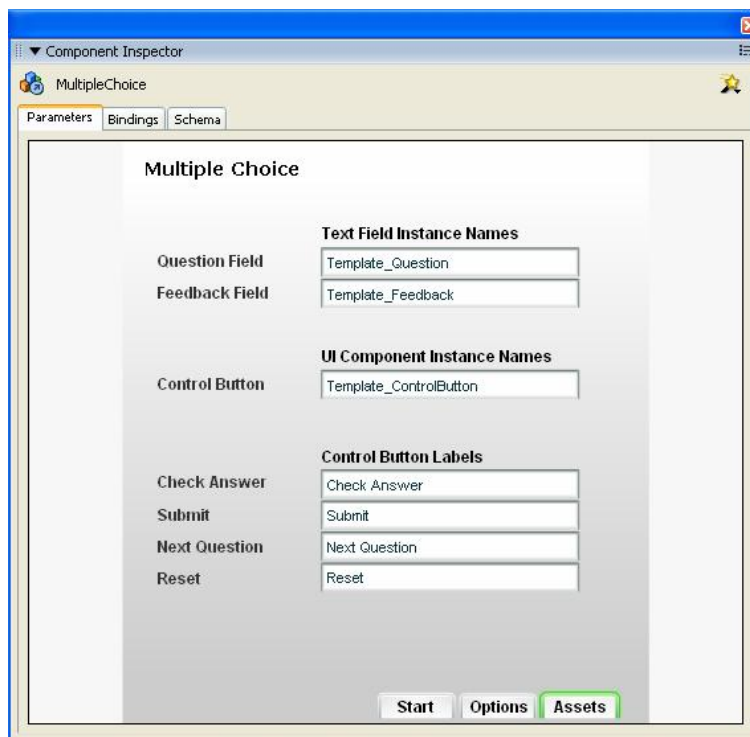 Component Inspector
MultipleChoice
Parameters Bindings Schema
Multiple Choice
Text Field Instance Names
Question Field Template_Question
Feedback Field Template_Feedback
UI Component Instance Names
Control Button Template_ControlButton
Control Button Labels
Check Answer Check Answer
Submit Submit
Next Question Next Question
Reset Reset
Start Options Assets